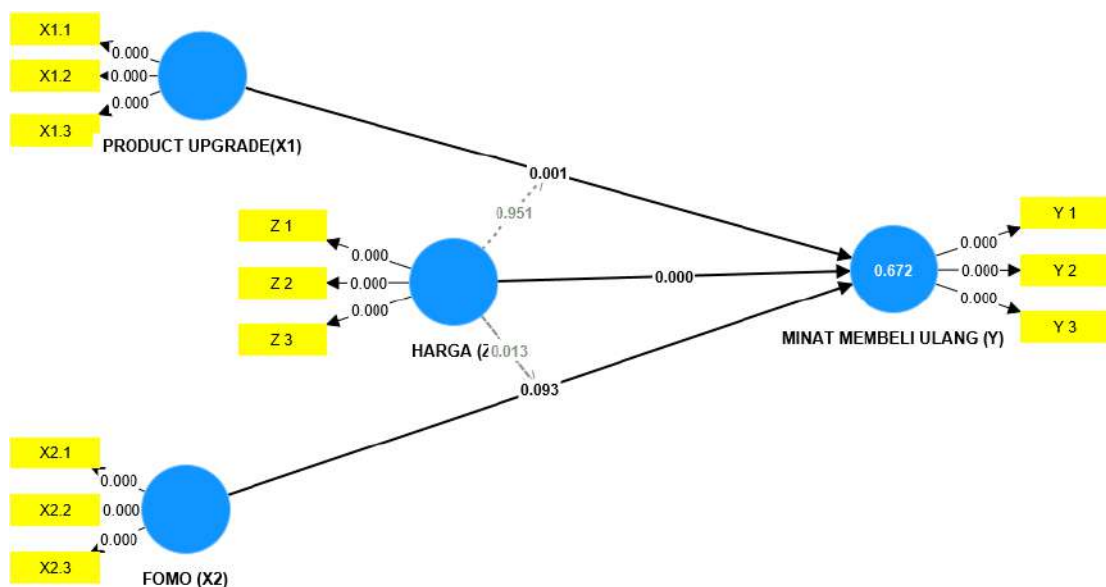 X1.1
0.000
X1.2
0.000
0.000
X1.3
PRODUCT UPGRADE(X1)
0.001
0.951
Z 1
0.000
Z 2
0.000
Z 3
0.000
HARGA (Z
0.013
0.000
0.093
0.672
MINAT MEMBELI ULANG (Y)
Y 1
0.000
Y 2
0.000
Y 3
0.000
X2.1
0.000
X2.2
0.000
X2.3
0.000
FOMO (X2)